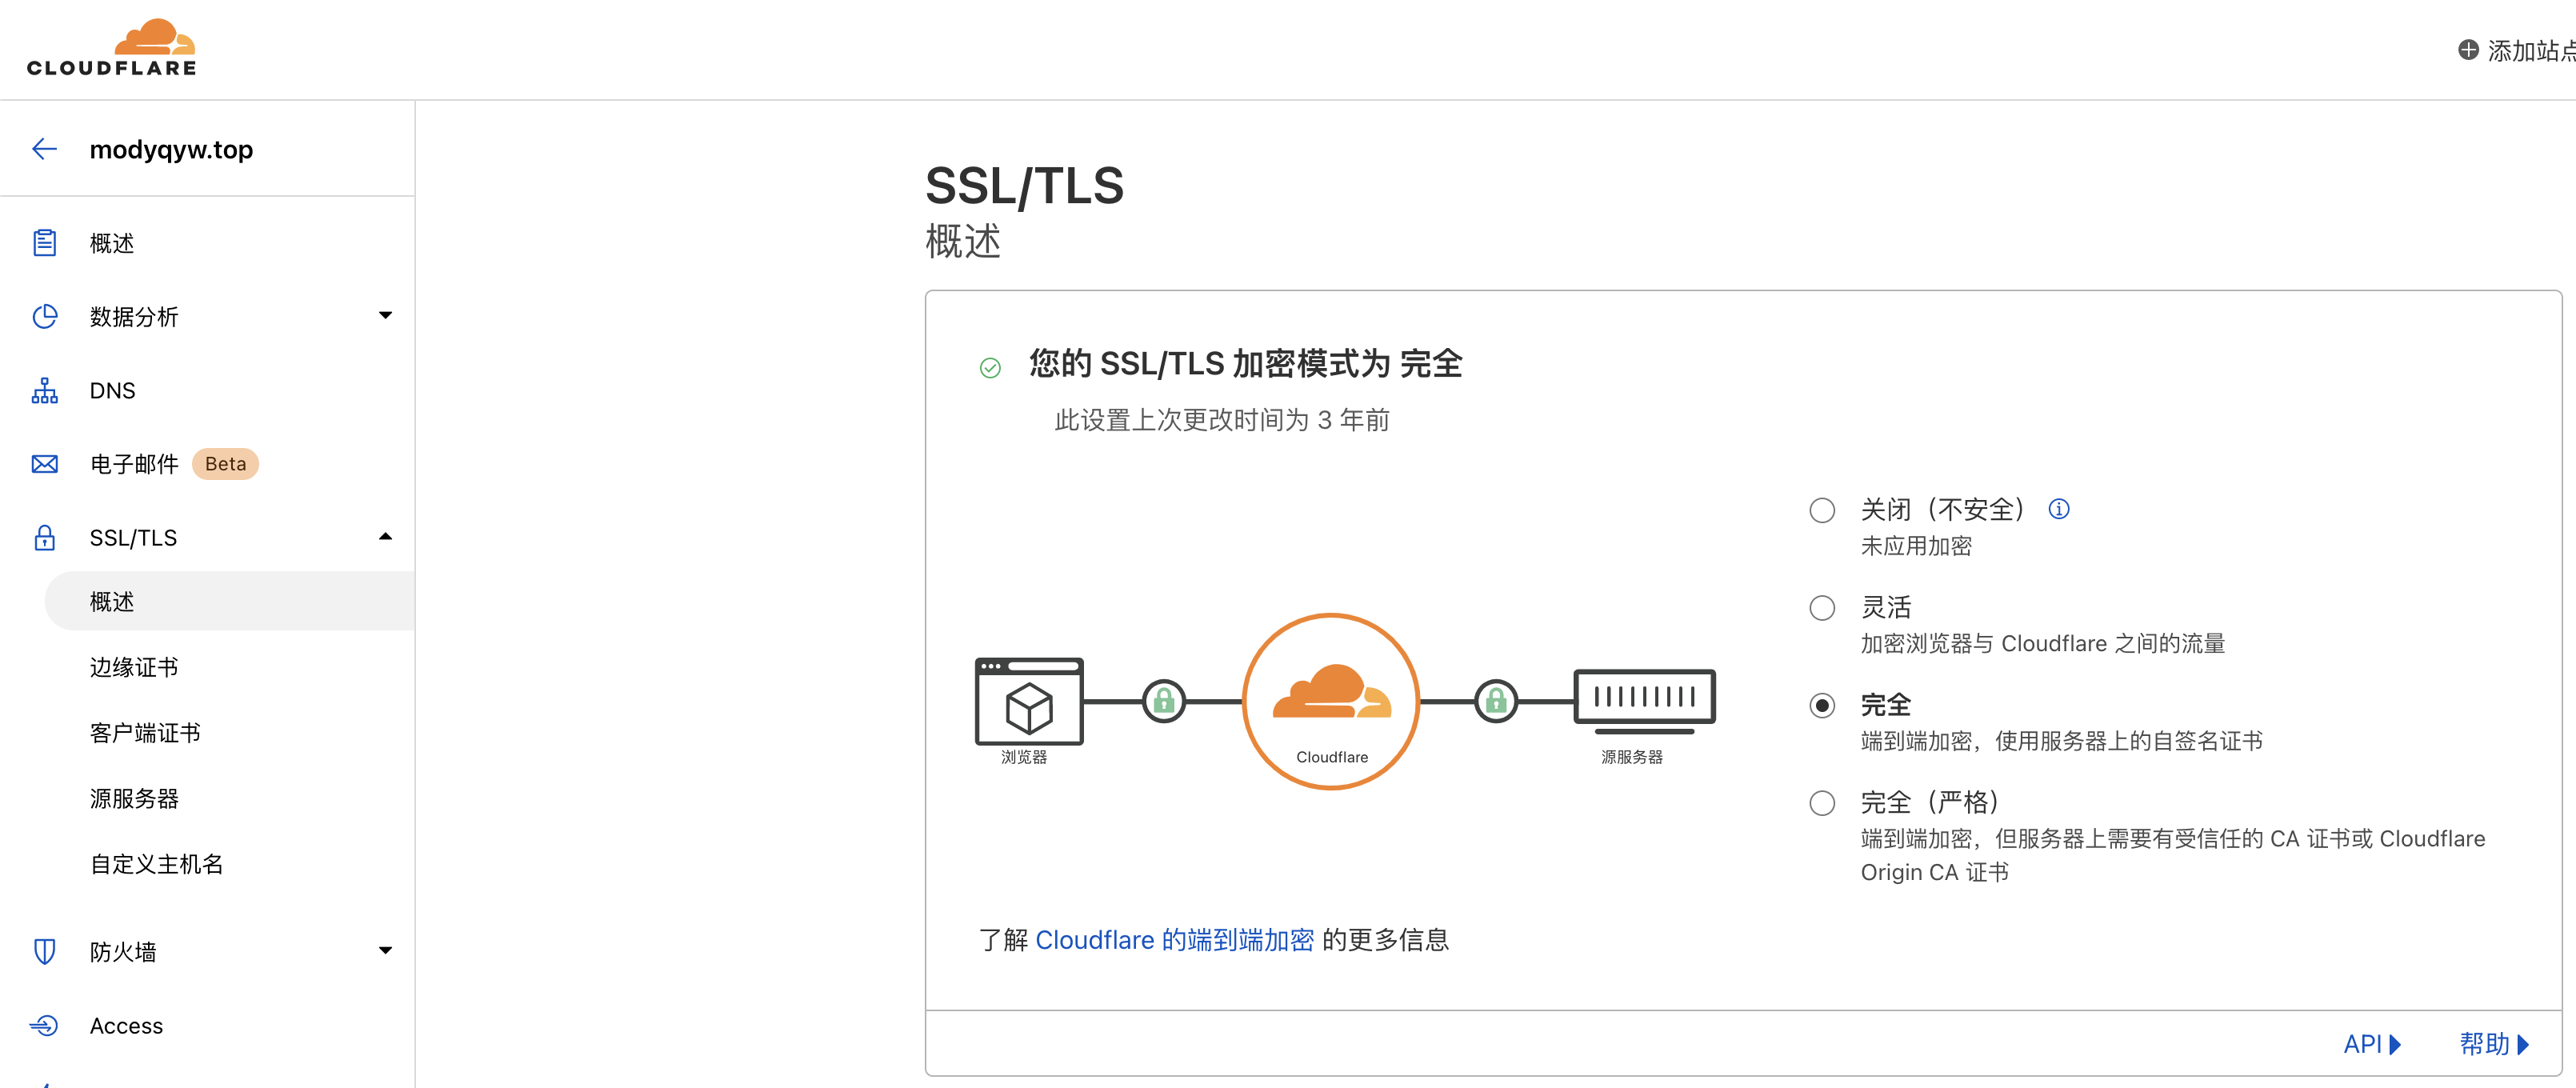 CLOUDFLARE
添加站点
modyqyw.top
概述
数据分析
DNS
电子邮件 Beta
SSL/TLS
概述
边缘证书
客户端证书
源服务器
自定义主机名
防火墙
Access
SSL/TLS
概述
您的 SSL/TLS 加密模式为 完全
此设置上次更改时间为 3 年前
浏览器
Cloudflare
源服务器
关闭（不安全）
未应用加密
灵活
加密浏览器与 Cloudflare 之间的流量
完全
端到端加密，使用服务器上的自签名证书
完全（严格）
端到端加密，但服务器上需要有受信任的 CA 证书或 Cloudflare
Origin CA 证书
了解 Cloudflare 的端到端加密 的更多信息
API
帮助